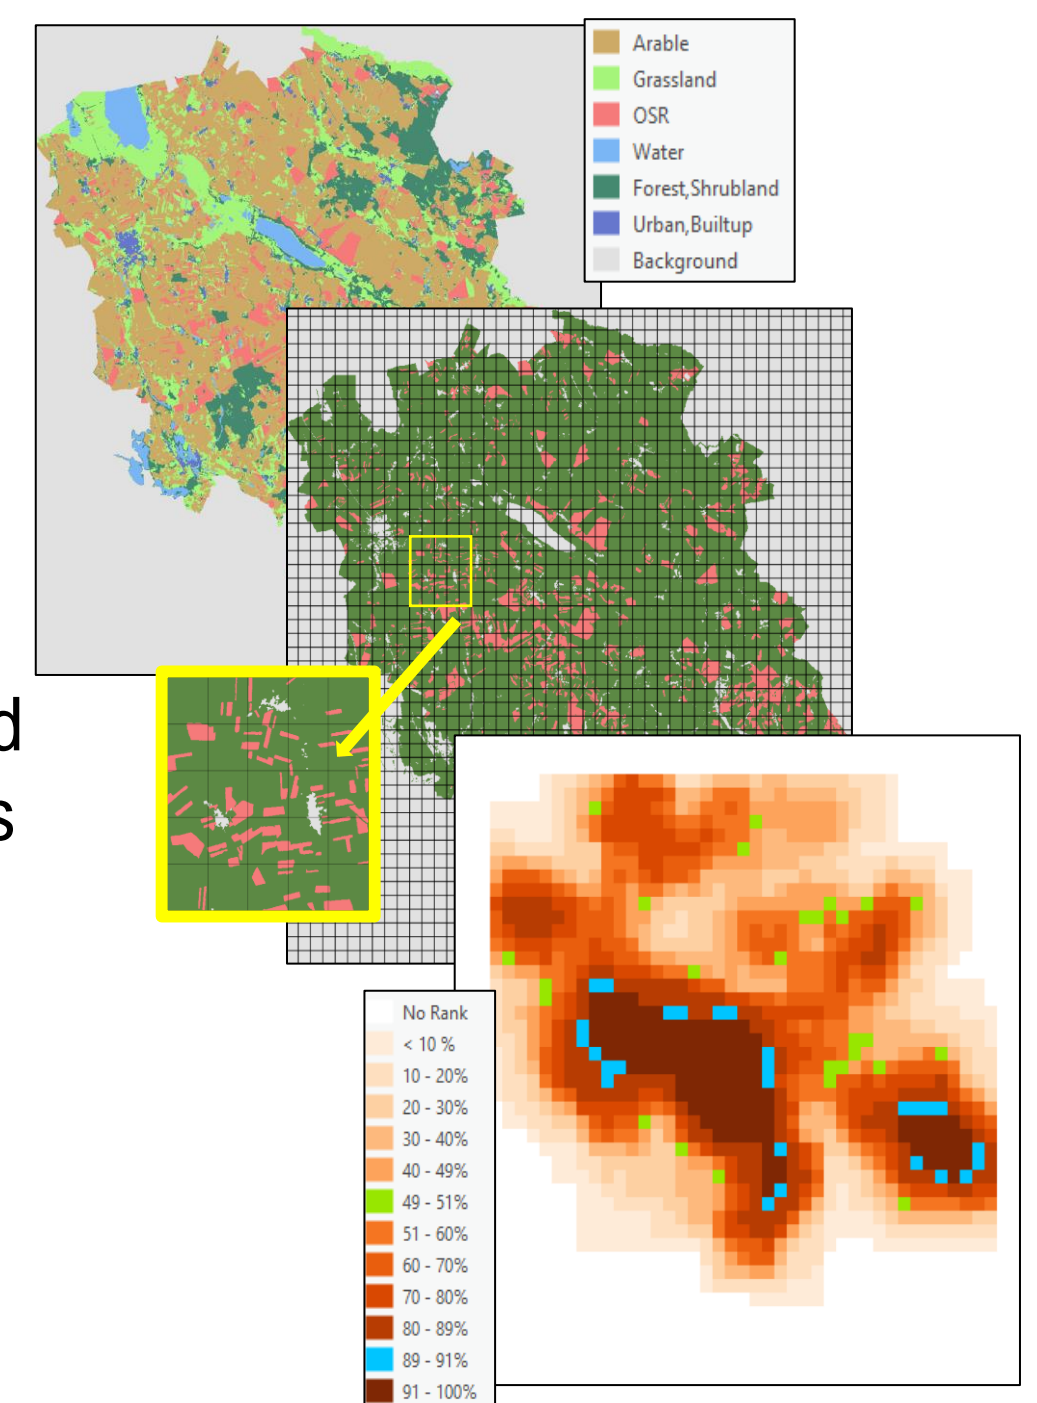 Arable
Grassland
OSR
Water
Forest,Shrubland
Urban,Builtup
Background
d
s
No Rank
< 10 %
10 - 20%
20 - 30%
30 - 40%
40 - 49%
49 - 51%
51 - 60%
60 - 70%
70 - 80%
80 - 89%
89 - 91%
91 - 100%